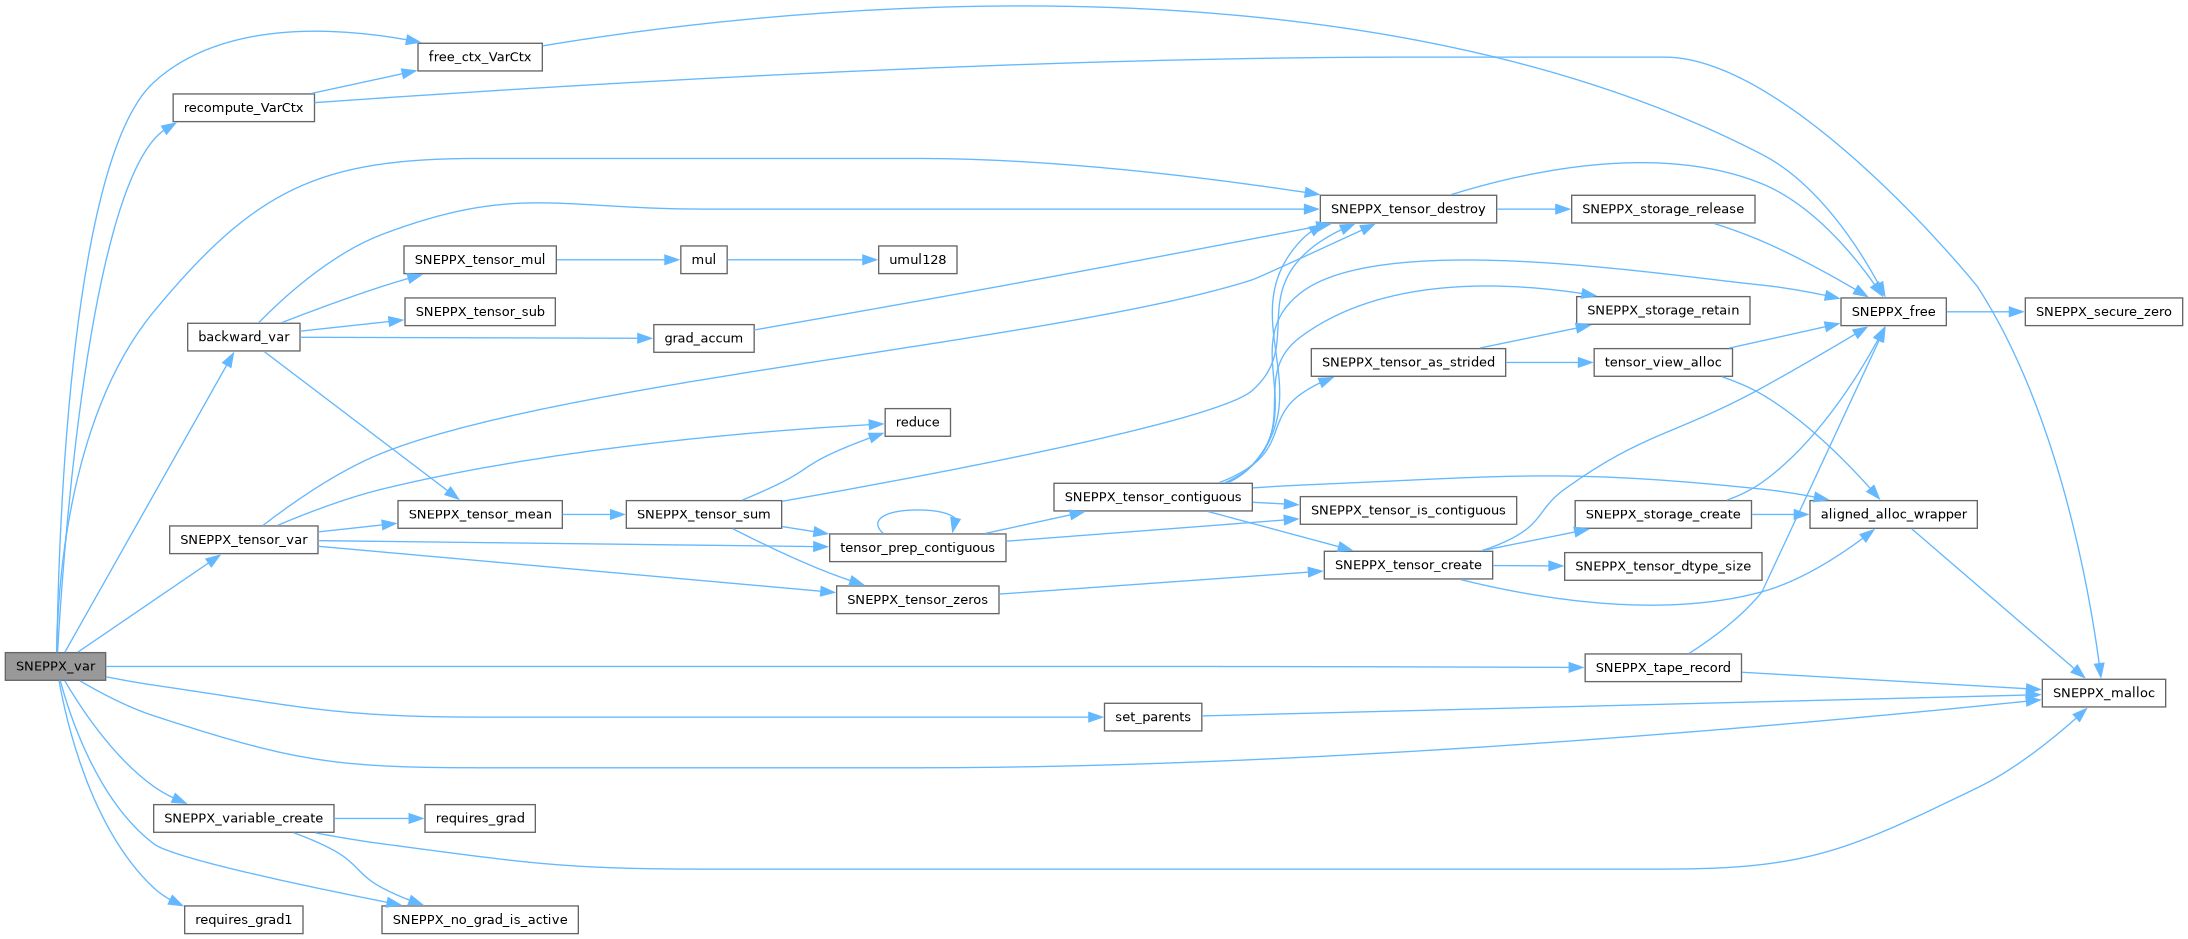 free_ctx_VarCtx
recompute_VarCtx
SNEPPX_tensor_destroy
SNEPPX_storage_release
SNEPPX_tensor_mul
mul
umul128
SNEPPX_tensor_sub
SNEPPX_storage_retain
SNEPPX_free
SNEPPX_secure_zero
backward_var
grad_accum
SNEPPX_tensor_as_strided
tensor_view_alloc
reduce
SNEPPX_tensor_contiguous
SNEPPX_tensor_is_contiguous
SNEPPX_tensor_mean
SNEPPX_tensor_sum
SNEPPX_storage_create
aligned_alloc_wrapper
SNEPPX_tensor_var
tensor_prep_contiguous
SNEPPX_tensor_create
SNEPPX_tensor_dtype_size
SNEPPX_tensor_zeros
SNEPPX_var
SNEPPX_tape_record
SNEPPX_malloc
set_parents
SNEPPX_variable_create
requires_grad
requires_grad1
SNEPPX_no_grad_is_active